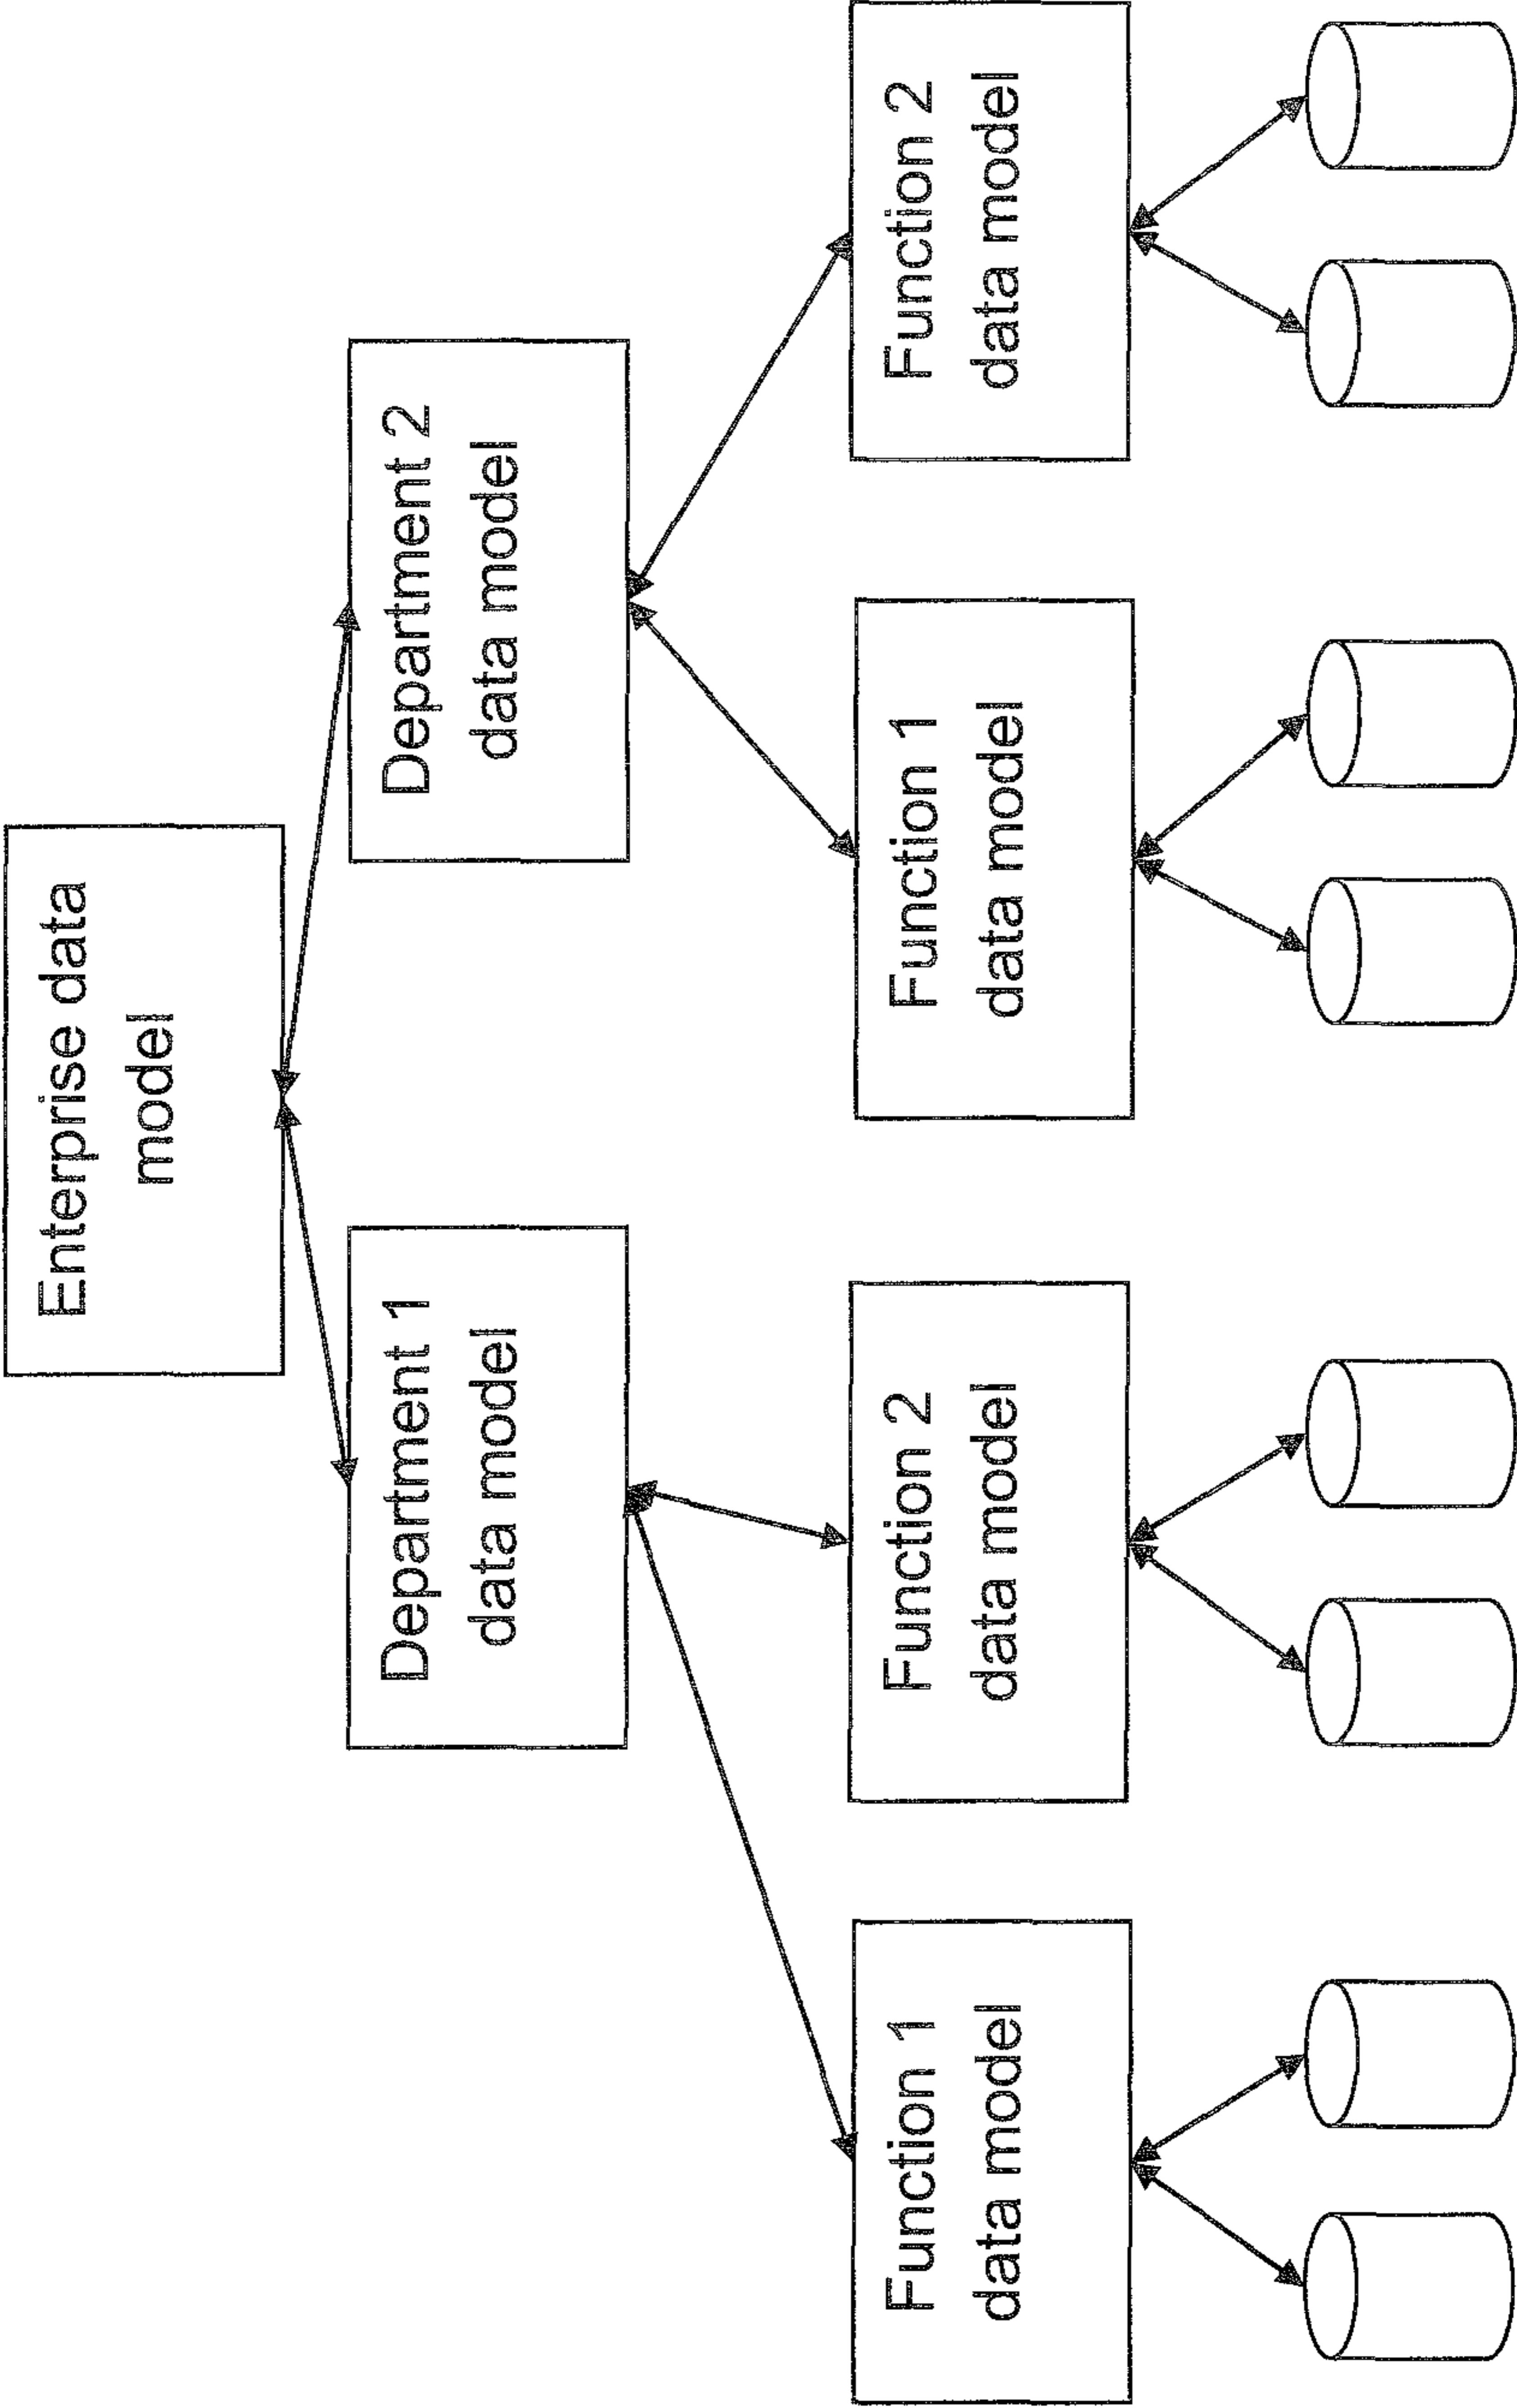 Enterprise data
model
Department 1
data model
Department 2
data model
Function 1
data model
Function 2
data model
Function 1
data model
Function 2
data model